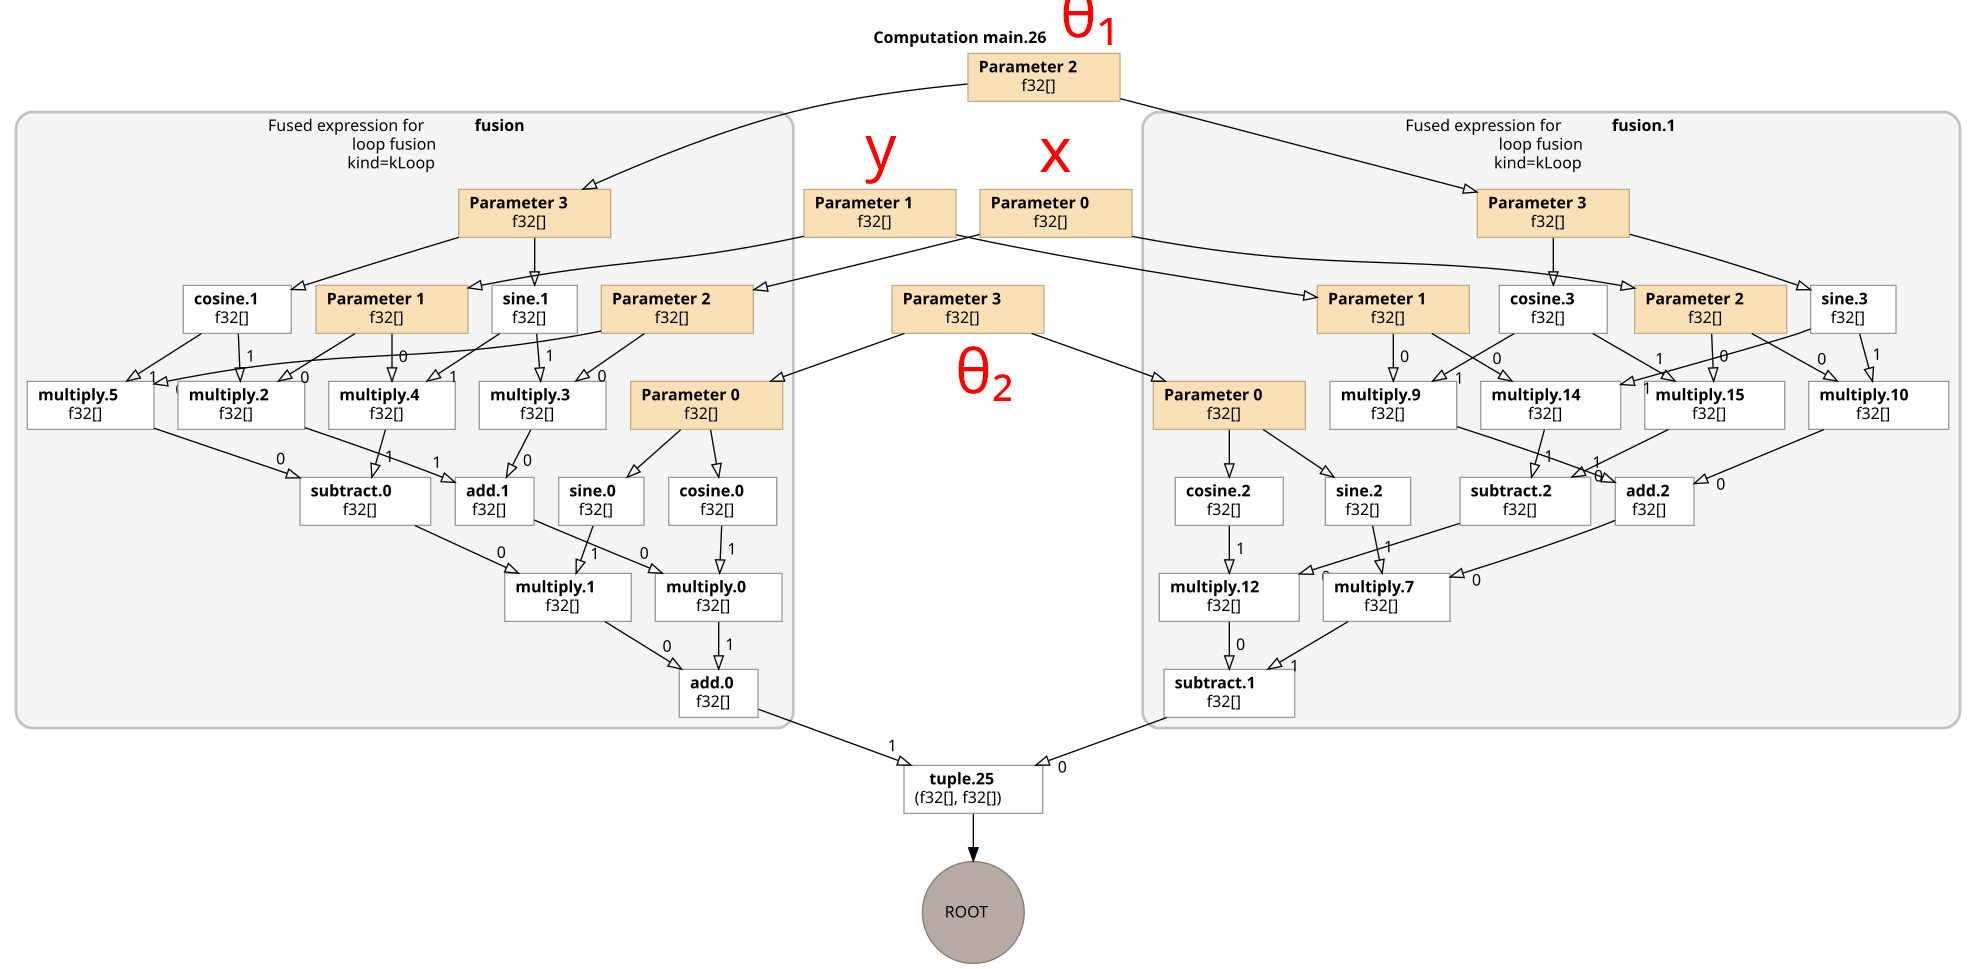 θ₁
Computation main.26
Parameter 2
f32[]
Fused expression for fusion
loop fusion
kind=kLoop
y
x
Fused expression for fusion.1
loop fusion
kind=kLoop
Parameter 3
f32[]
Parameter 1
f32[]
Parameter 0
f32[]
Parameter 3
f32[]
cosine.1
f32[]
Parameter 1
f32[]
sine.1
f32[]
Parameter 2
f32[]
Parameter 3
f32[]
Parameter 1
f32[]
cosine.3
f32[]
Parameter 2
f32[]
sine.3
f32[]
1
0
1
0
0
1
0
1
1
0
1
0
0
1
1
θ₂
multiply.5
f32[]
multiply.2
f32[]
multiply.4
f32[]
multiply.3
f32[]
Parameter 0
f32[]
Parameter 0
f32[]
multiply.9
f32[]
multiply.14
f32[]
multiply.15
f32[]
multiply.10
f32[]
0
1
1
0
1
1
0
0
subtract.0
f32[]
add.1
f32[]
sine.0
f32[]
cosine.0
f32[]
cosine.2
f32[]
sine.2
f32[]
subtract.2
f32[]
add.2
f32[]
0
1
0
1
1
1
0
0
multiply.1
f32[]
multiply.0
f32[]
multiply.12
f32[]
multiply.7
f32[]
0
1
0
1
add.0
f32[]
subtract.1
f32[]
1
0
tuple.25
(f32[], f32[])
ROOT